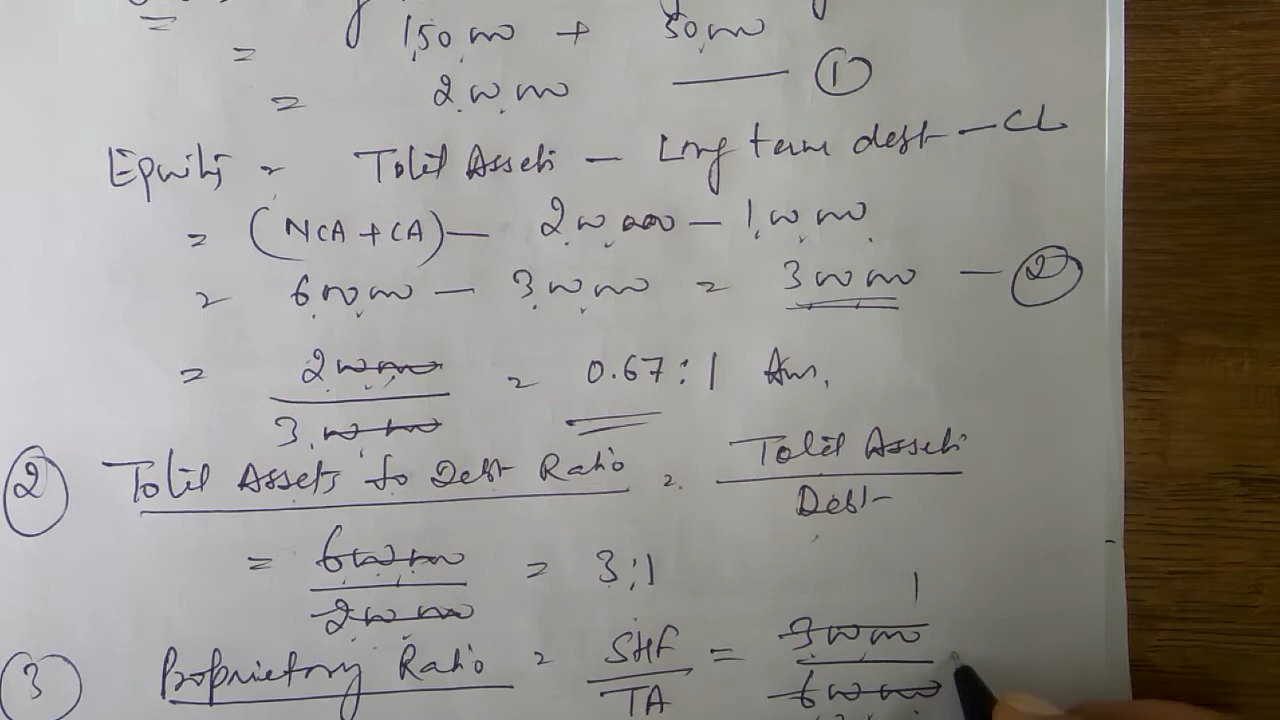 = 1,50,000 + 50,000
= 2,00,000 ①
Equity = Total Assets - Long term debt - CL
= (NCA + CA) - 2,00,000 - 1,00,000
= 6,00,000 - 3,00,000 = 3,00,000 - ②
= 2,00,000 / 3,00,000 = 0.67:1 Ans.
② Total Assets to Debt Ratio = Total Assets / Debt
= 6,00,000 / 2,00,000 = 3:1
③ Proprietory Ratio = SHF / TA = 3,00,000 / 6,00,000
1